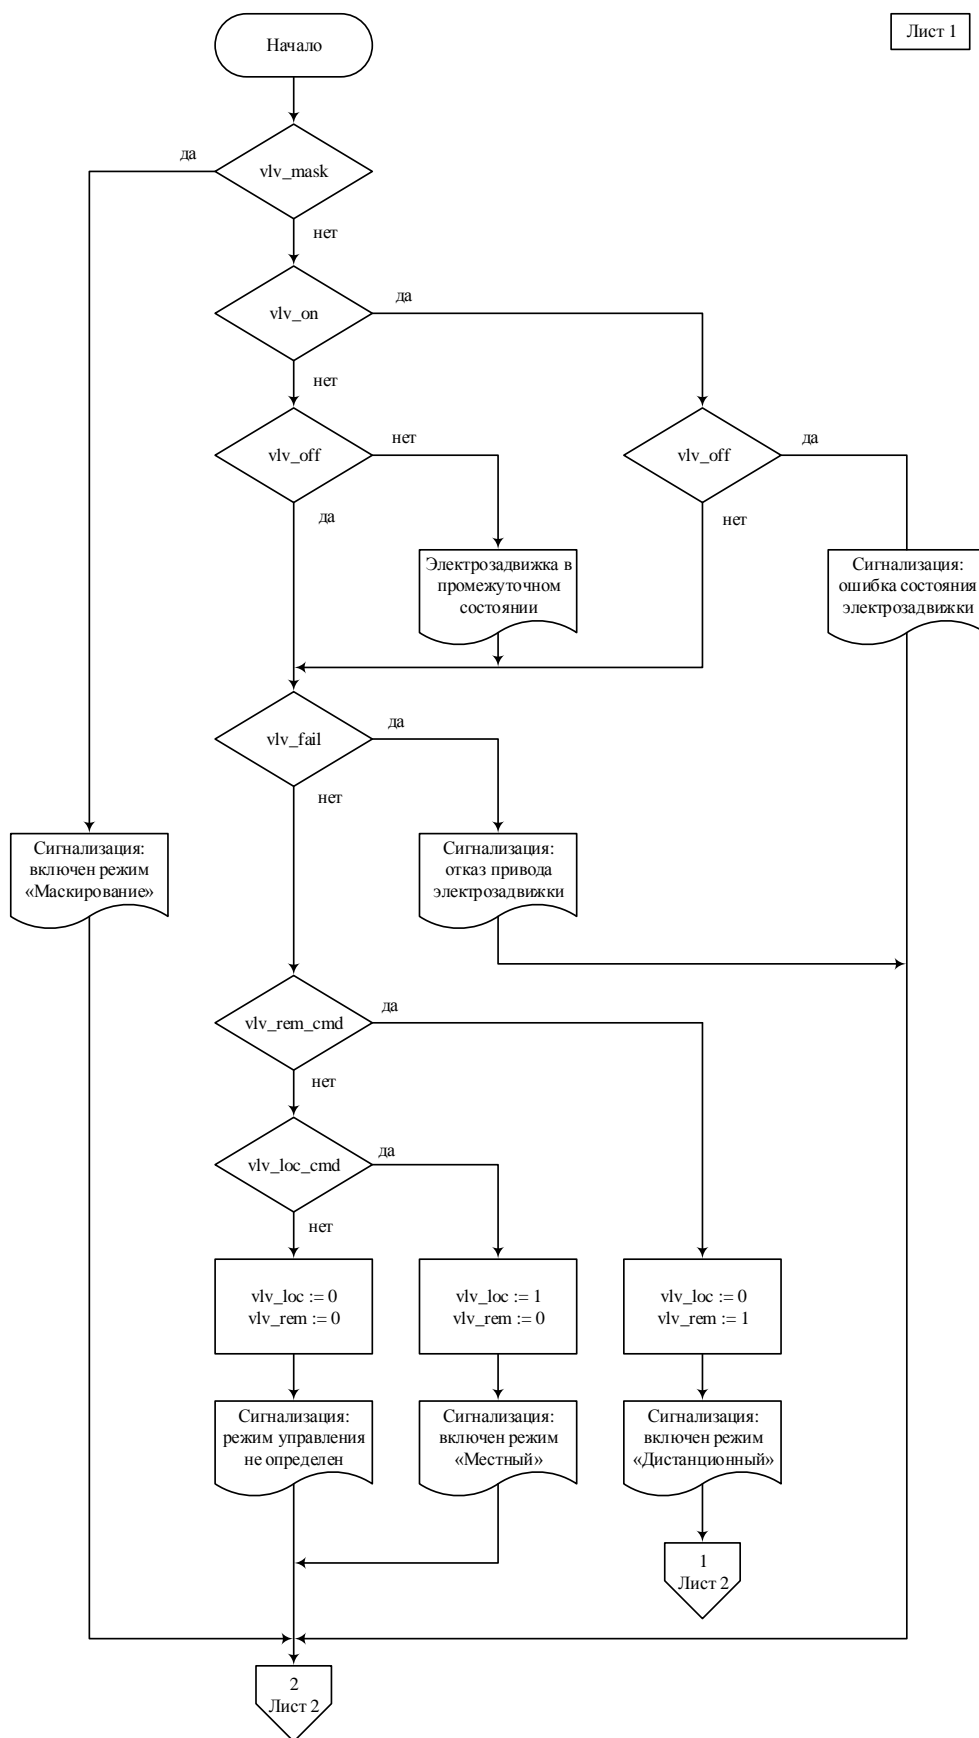 Начало
Лист 1
да
vlv_mask
нет
да
vlv_on
нет
нет
да
vlv_off
vlv_off
да
нет
Электрозадвижка в
промежуточном
состоянии
Сигнализация:
ошибка состояния
электрозадвижки
да
vlv_fail
нет
Сигнализация:
включен режим
«Маскирование»
Сигнализация:
отказ привода
электрозадвижки
да
vlv_rem_cmd
нет
да
vlv_loc_cmd
нет
vlv_loc := 0
vlv_rem := 0
vlv_loc := 1
vlv_rem := 0
vlv_loc := 0
vlv_rem := 1
Сигнализация:
режим управления
не определен
Сигнализация:
включен режим
«Местный»
Сигнализация:
включен режим
«Дистанционный»
1
Лист 2
2
Лист 2